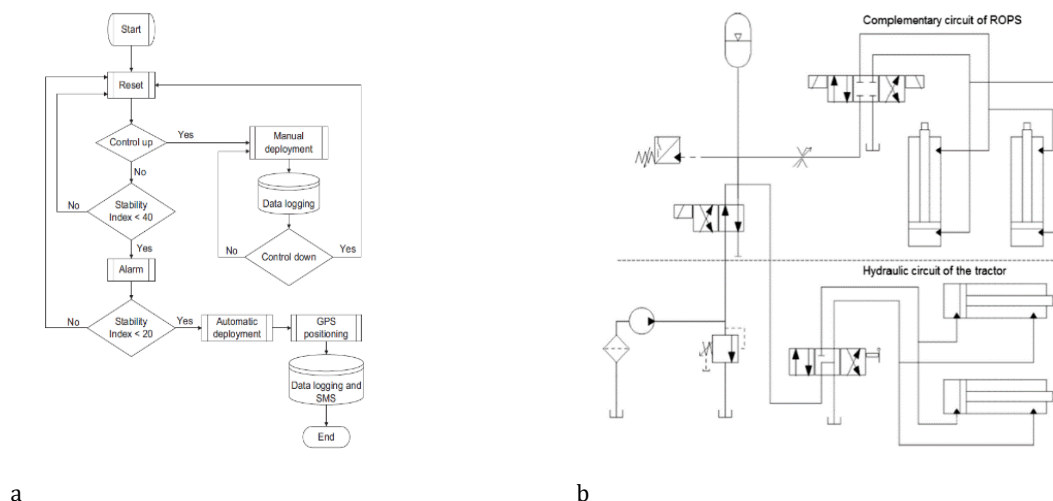 Start
Reset
Control up
Yes
Manual
deployment
No
Data logging
Stability
Index < 40
No
Yes
Control down
No
Yes
Alarm
Stability
Index < 20
No
Yes
Automatic
deployment
GPS
positioning
Data logging and
SMS
End
a
Complementary circuit of ROPS
Hydraulic circuit of the tractor
b